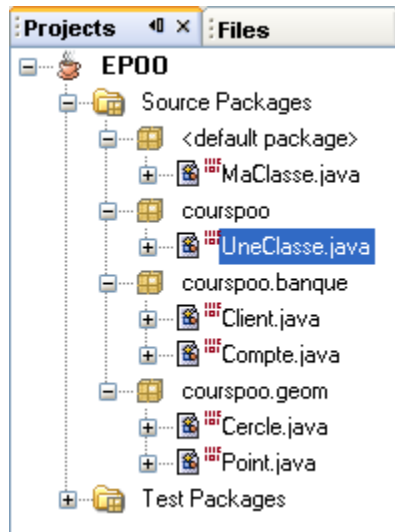 Projects Files
EPOO
Source Packages
<default package>
MaClasse.java
courspoo
UneClasse.java
courspoo.banque
Client.java
Compte.java
courspoo.geom
Cercle.java
Point.java
Test Packages